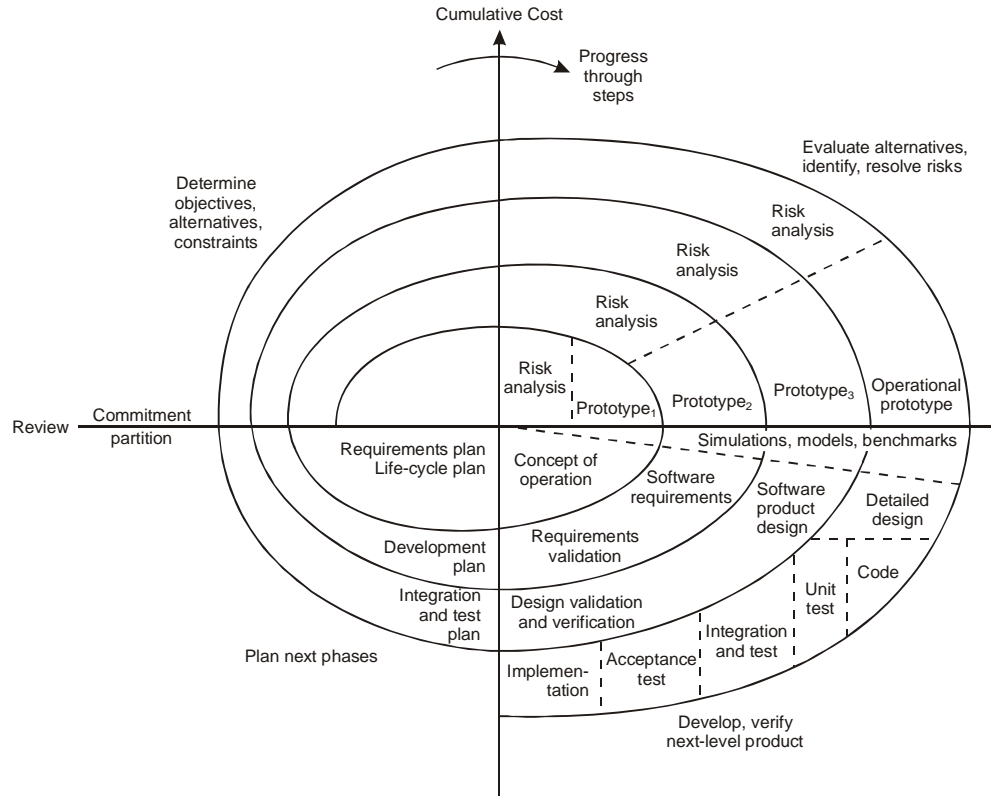 Cumulative Cost
Progress
through
steps
Evaluate alternatives,
identify, resolve risks
Determine
objectives,
alternatives,
constraints
Risk
analysis
Risk
analysis
Risk
analysis
Risk
analysis
Prototype₁
Prototype₂
Prototype₃
Operational
prototype
Review
Commitment
partition
Simulations, models, benchmarks
Requirements plan
Life-cycle plan
Concept of
operation
Software
requirements
Software
product
design
Detailed
design
Development
plan
Requirements
validation
Code
Unit
test
Integration
and test
plan
Design validation
and verification
Integration
and test
Acceptance
test
Implemen-
tation
Plan next phases
Develop, verify
next-level product